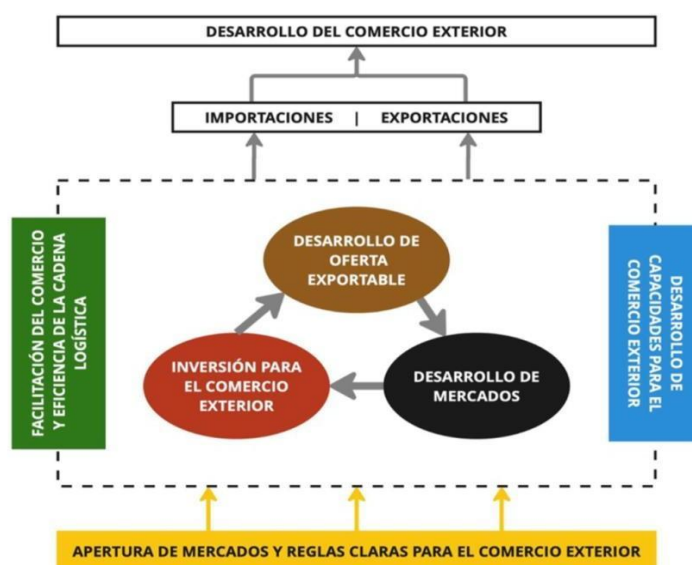 DESARROLLO DEL COMERCIO EXTERIOR
IMPORTACIONES | EXPORTACIONES
FACILITACIÓN DEL COMERCIO
Y EFICIENCIA DE LA CADENA
LOGÍSTICA
DESARROLLO DE
OFERTA
EXPORTABLE
INVERSIÓN PARA
EL COMERCIO
EXTERIOR
DESARROLLO DE
MERCADOS
DESARROLLO DE
CAPACIDADES PARA EL
COMERCIO EXTERIOR
APERTURA DE MERCADOS Y REGLAS CLARAS PARA EL COMERCIO EXTERIOR